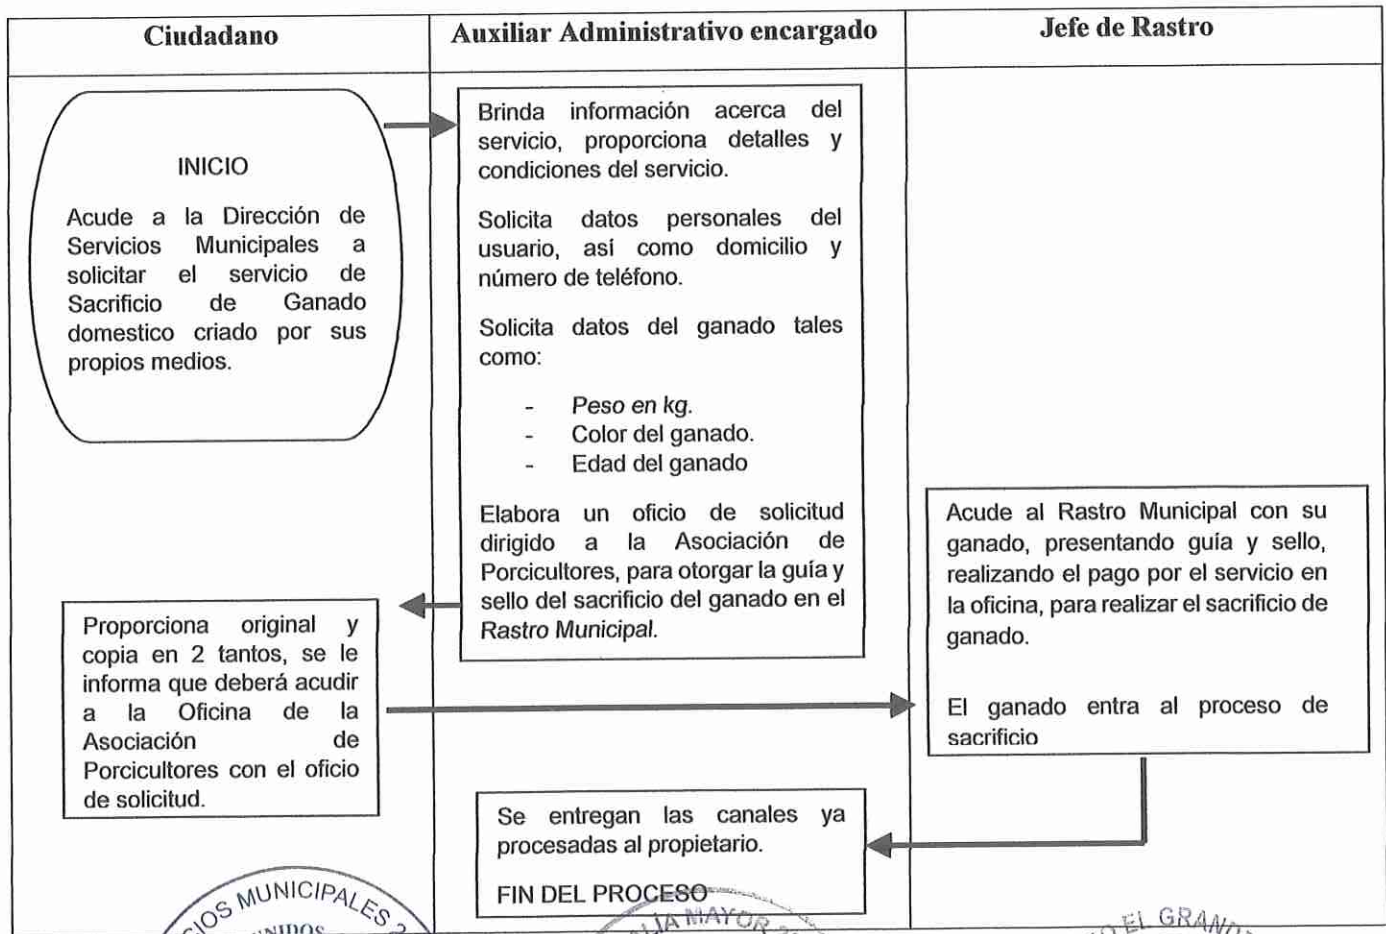 Ciudadano
Auxiliar Administrativo encargado
Jefe de Rastro
INICIO
Acude a la Dirección de
Servicios Municipales a
solicitar el servicio de
Sacrificio de Ganado
domestico criado por sus
propios medios.
Brinda información acerca del
servicio, proporciona detalles y
condiciones del servicio.
Solicita datos personales del
usuario, así como domicilio y
número de teléfono.
Solicita datos del ganado tales
como:
- Peso en kg.
- Color del ganado.
- Edad del ganado
Elabora un oficio de solicitud
dirigido a la Asociación de
Porcicultores, para otorgar la guía y
sello del sacrificio del ganado en el
Rastro Municipal.
Proporciona original y
copia en 2 tantos, se le
informa que deberá acudir
a la Oficina de la
Asociación de
Porcicultores con el oficio
de solicitud.
Acude al Rastro Municipal con su
ganado, presentando guía y sello,
realizando el pago por el servicio en
la oficina, para realizar el sacrificio de
ganado.
El ganado entra al proceso de
sacrificio
Se entregan las canales ya
procesadas al propietario.
FIN DEL PROCESO
MUNICIPALES
MAYOR
EL